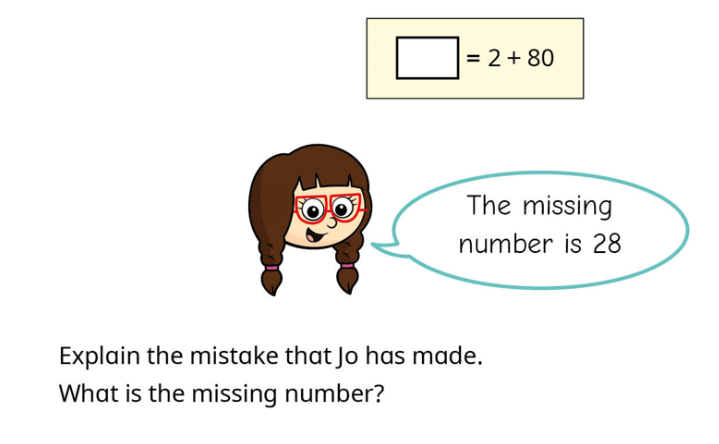 = 2 + 80
The missing
number is 28
Explain the mistake that Jo has made.
What is the missing number?